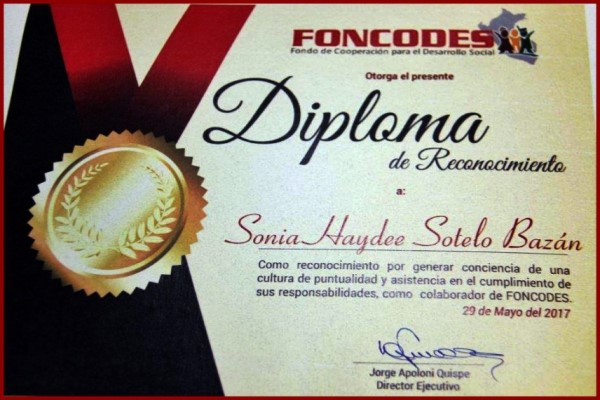 FONCODES
Fondo de Cooperación para el Desarrollo Social
Otorga el presente
Diploma
de Reconocimiento
a:
Sonia Haydee Sotelo Bazán
Como reconocimiento por generar conciencia de una
cultura de puntualidad y asistencia en el cumplimiento de
sus responsabilidades, como colaborador de FONCODES.
29 de Mayo del 2017
Jorge Apoloni Quispe
Director Ejecutivo